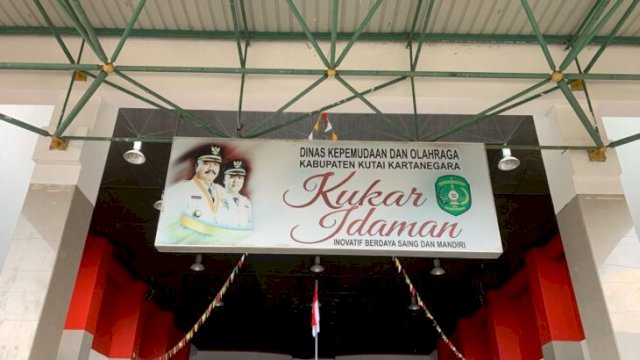 DINAS KEPEMUDAAN DAN OLAHRAGA
KABUPATEN KUTAI KARTANEGARA
Kukar
Idaman
INOVATIF BERDAYA SAING DAN MANDIRI